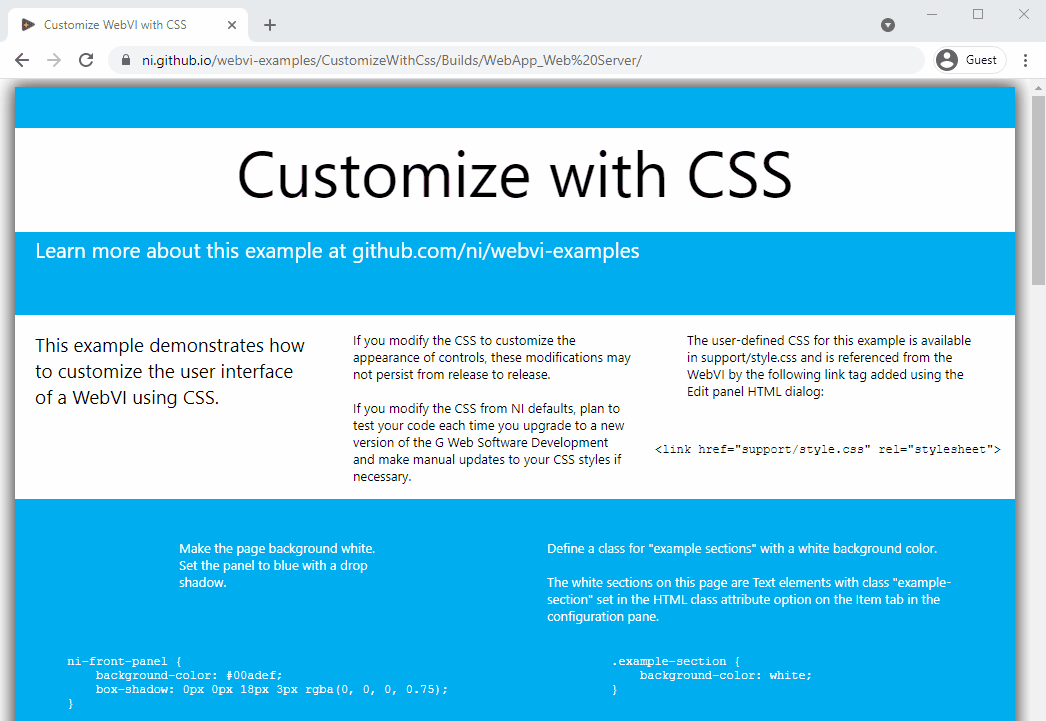 Customize WebVI with CSS
ni.github.io/webvi-examples/CustomizeWithCss/Builds/WebApp_Web%20Server/
Guest
Customize with CSS
Learn more about this example at github.com/ni/webvi-examples
This example demonstrates how
to customize the user interface
of a WebVI using CSS.
If you modify the CSS to customize the
appearance of controls, these modifications may
not persist from release to release.
If you modify the CSS from NI defaults, plan to
test your code each time you upgrade to a new
version of the G Web Software Development
and make manual updates to your CSS styles if
necessary.
The user-defined CSS for this example is available
in support/style.css and is referenced from the
WebVI by the following link tag added using the
Edit panel HTML dialog:
<link href="support/style.css" rel="stylesheet">
Make the page background white.
Set the panel to blue with a drop
shadow.
ni-front-panel {
    background-color: #00adef;
    box-shadow: 0px 0px 18px 3px rgba(0, 0, 0, 0.75);
}
Define a class for "example sections" with a white background color.
The white sections on this page are Text elements with class "example-
section" set in the HTML class attribute option on the Item tab in the
configuration pane.
.example-section {
    background-color: white;
}